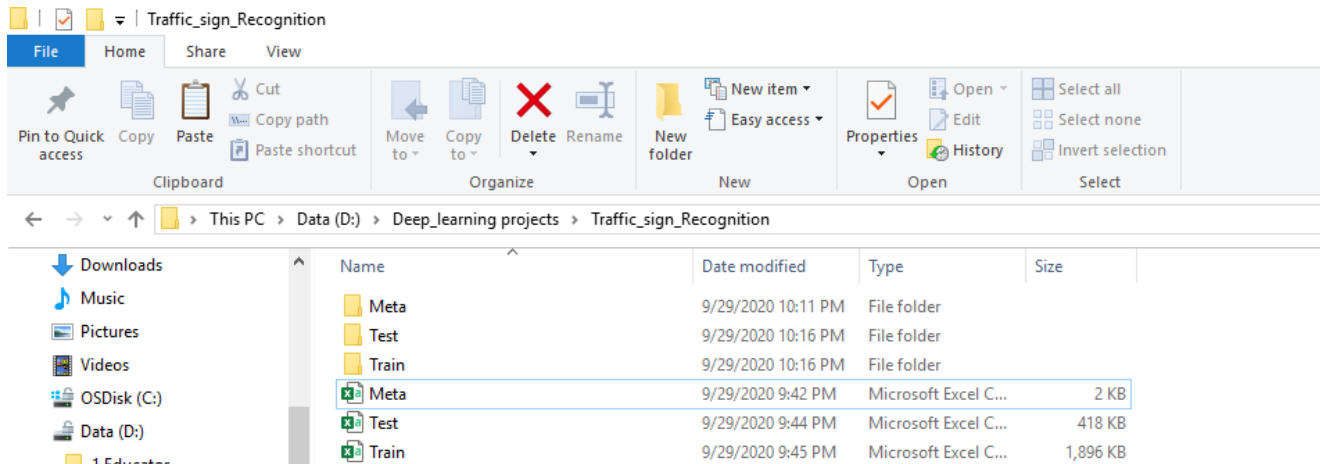 Traffic_sign_Recognition
File Home Share View
Pin to Quick access
Copy
Paste
Cut
Copy path
Paste shortcut
Move to
Copy to
Delete
Rename
New folder
New item
Easy access
Properties
Open
Edit
History
Select all
Select none
Invert selection
Clipboard Organize New Open Select
This PC > Data (D:) > Deep_learning projects > Traffic_sign_Recognition
Downloads
Music
Pictures
Videos
OSDisk (C:)
Data (D:)
Name Date modified Type Size
Meta 9/29/2020 10:11 PM File folder
Test 9/29/2020 10:16 PM File folder
Train 9/29/2020 10:16 PM File folder
Meta 9/29/2020 9:42 PM Microsoft Excel C... 2 KB
Test 9/29/2020 9:44 PM Microsoft Excel C... 418 KB
Train 9/29/2020 9:45 PM Microsoft Excel C... 1,896 KB